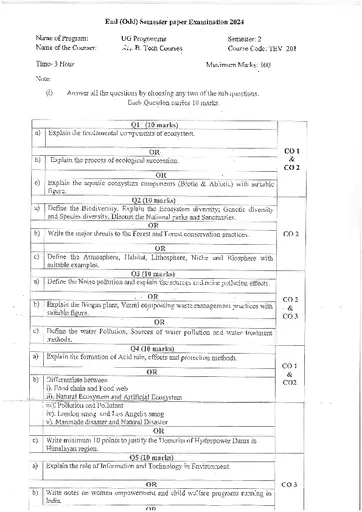 End (Odd) Semester paper Examination 2024
Name of Program: UG Programme Semester: 2
Name of the Course: B. Tech Courses Course Code: TEV 201
Time- 3 Hour Maximum Marks: 100
Note:
(i) Answer all the questions by choosing any two of the sub questions.
Each Question carries 10 marks
Q1 (10 marks)
a) Explain the fundamental components of ecosystem.
OR
b) Explain the process of ecological succession.
OR
c) Explain the aquatic ecosystem components (Biotic & Abiotic) with suitable
figure.
CO 1
&
CO 2
Q2 (10 marks)
a) Define the Biodiversity. Explain the Ecosystem diversity; Genetic diversity
and Species diversity, Discuss the National parks and Sanctuaries.
OR
b) Write the major threats to the Forest and Forest conservation practices.
OR
c) Define the Atmosphere, Habitat, Lithosphere, Niche and Biosphere with
suitable examples.
CO 2
Q3 (10 marks)
a) Define the Noise pollution and explain the sources and noise pollution effects.
OR
b) Explain the Biogas plant, Vermi composting waste management practices with
suitable figure.
OR
c) Define the water Pollution, Sources of water pollution and water treatment
methods.
CO 2
&
CO 3
Q4 (10 marks)
a) Explain the formation of Acid rain, effects and protection methods
OR
b) Differentiate between
i). Food chain and Food web
ii). Natural Ecosystem and Artificial Ecosystem
iii). Pollution and Pollutant
iv). London smog and Los Angeles smog
v). Manmade disaster and Natural Disaster
OR
c) Write minimum 10 points to justify the of Hydropower Dams in
Himalayan region.
CO 1
&
CO2
Q5 (10 marks)
a) Explain the role of Information and Technology in Environment.
OR
b) Write notes on women empowerment and child welfare programs running in
India.
OR
CO 3